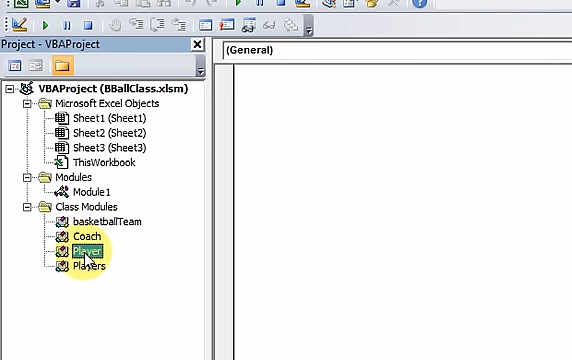 Project - VBAProject
(General)
VBAProject (BBallClass.xlsm)
Microsoft Excel Objects
Sheet1 (Sheet1)
Sheet2 (Sheet2)
Sheet3 (Sheet3)
ThisWorkbook
Modules
Module1
Class Modules
basketballTeam
Coach
Player
Players